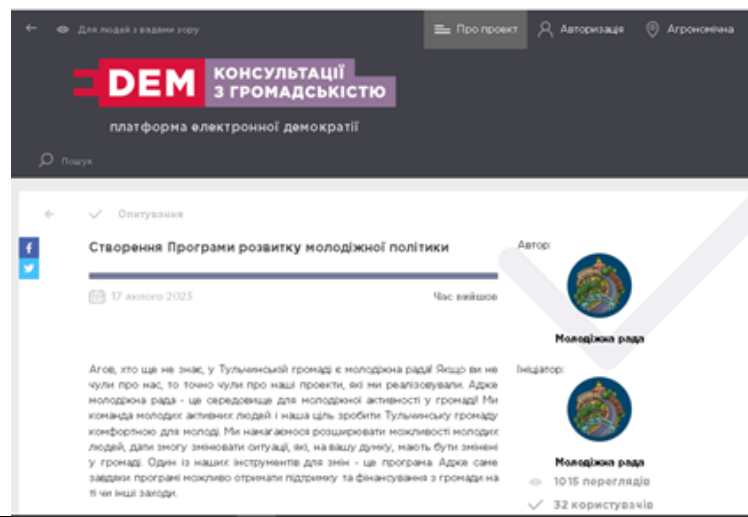 Для людей з вадами зору
Про проект
Авторизація
Агрономічна
DEM КОНСУЛЬТАЦІЇ
З ГРОМАДСЬКІСТЮ
платформа електронної демократії
Пошук
Опитування
Створення Програми розвитку молодіжної політики
17 лютого 2023
Час вийшов
Агов, хто ще не знає, у Тульчинській громаді є молодіжна рада! Якщо ви не
чули про нас, то точно чули про наші проекти, які ми реалізовували. Адже
молодіжна рада - це середовище для молодіжної активності у громаді! Ми
команда молодих активних людей і наша ціль зробити Тульчинську громаду
комфортною для молоді. Ми намагаємося розширювати можливості молодих
людей, дати змогу змінювати ситуації, які, на вашу думку, мають бути змінені
у громаді. Один із наших інструментів для змін - це програма. Адже саме
завдяки програмі можливо отримати підтримку та фінансування з громади на
ті чи інші заходи.
Автор:
Молодіжна рада
Ініціатор:
Молодіжна рада
1015 переглядів
32 користувачів